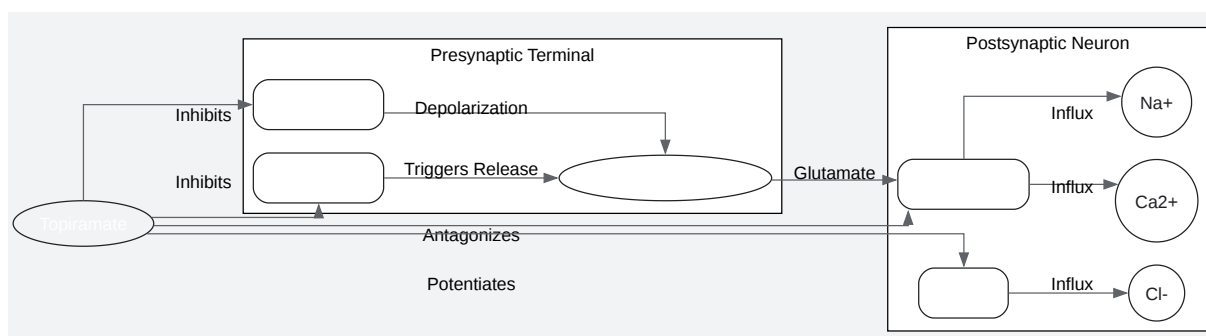 Presynaptic Terminal
Postsynaptic Neuron
Inhibits
Depolarization
Influx
Na+
Inhibits
Triggers Release
Glutamate
Influx
Ca2+
Topiramate
Antagonizes
Potentiates
Influx
Cl-